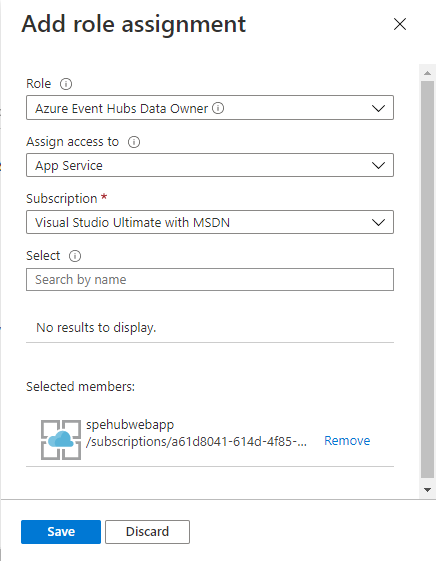 Add role assignment
Role
Azure Event Hubs Data Owner
Assign access to
App Service
Subscription *
Visual Studio Ultimate with MSDN
Select
Search by name
No results to display.
Selected members:
spehubwebapp
/subscriptions/a61d8041-614d-4f85-...
Remove
Save
Discard